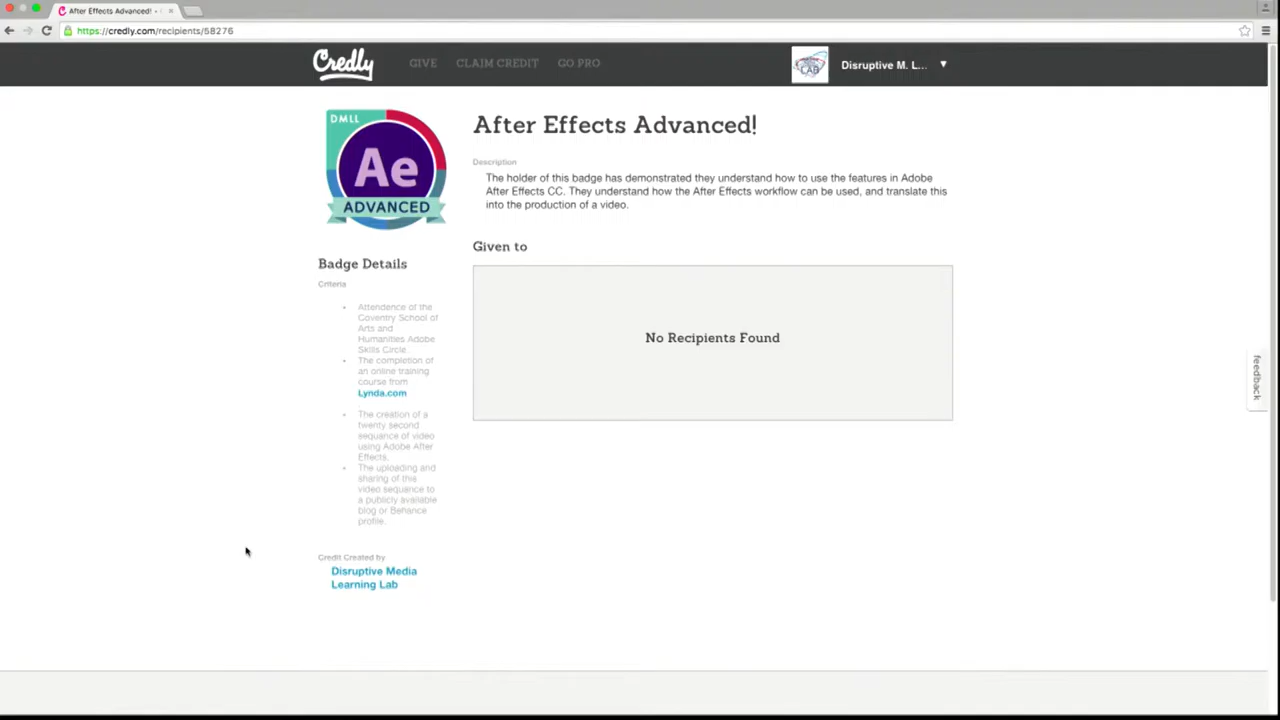 After Effects Advanced! -
https://credly.com/recipients/58276
Credly
GIVE
CLAIM CREDIT
GO PRO
LAB
Disruptive M. L...
DMLL
Ae
ADVANCED
After Effects Advanced!
Description
The holder of this badge has demonstrated they understand how to use the features in Adobe
After Effects CC. They understand how the After Effects workflow can be used, and translate this
into the production of a video.
Given to
No Recipients Found
Badge Details
Criteria
Attendence of the
Coventry School of
Arts and
Humanities Adobe
Skills Circle
The completion of
an online training
course from
Lynda.com
The creation of a
twenty second
sequence of video
using Adobe After
Effects.
The uploading and
sharing of this
video sequence to
a publicly available
blog or Behance
profile.
Credit Created by
Disruptive Media
Learning Lab
feedback